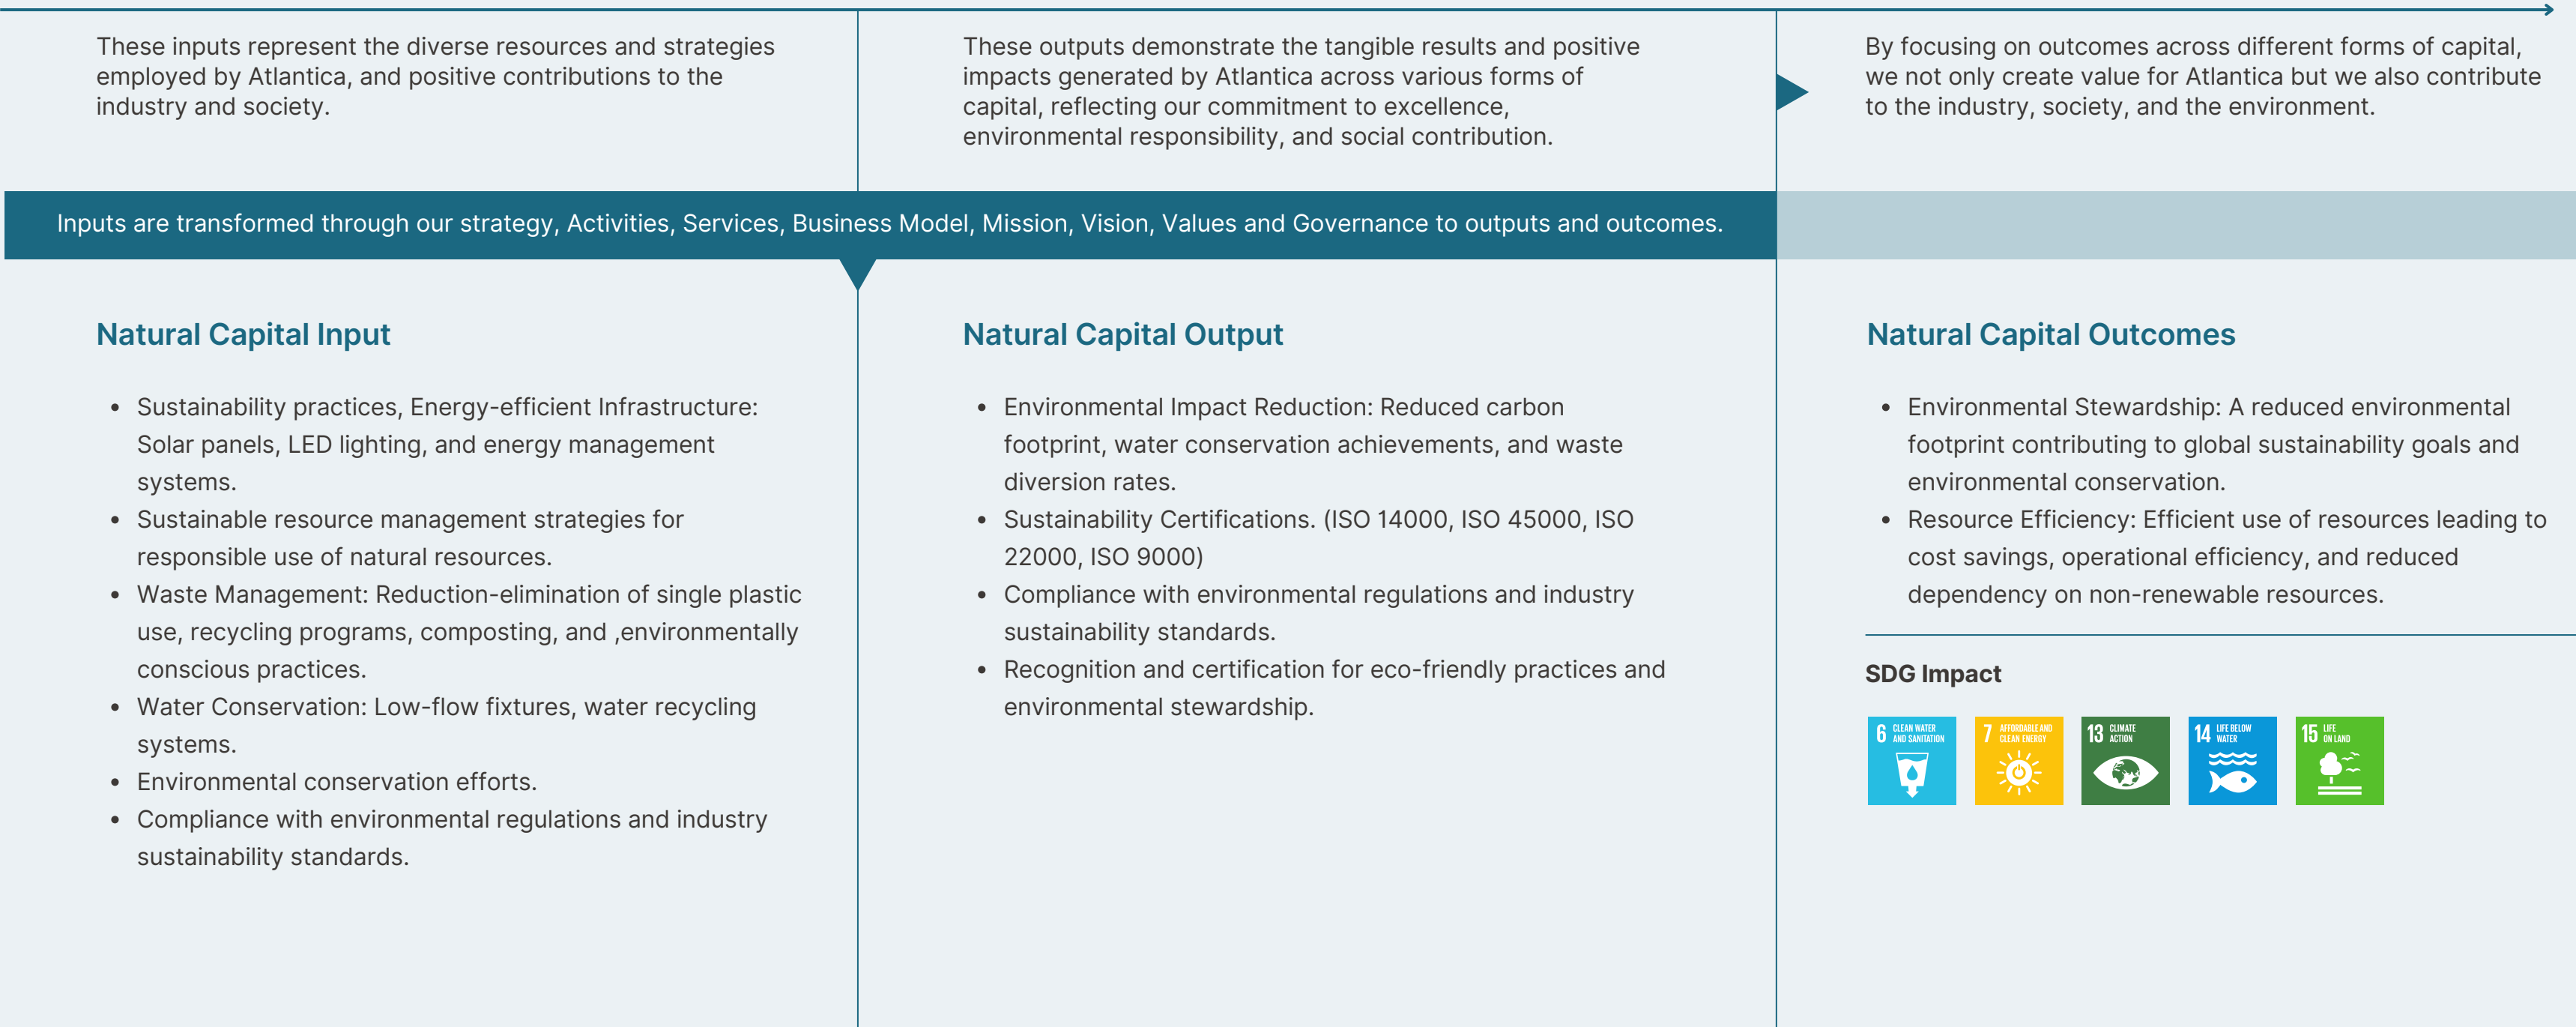 These inputs represent the diverse resources and strategies
employed by Atlantica, and positive contributions to the
industry and society.
These outputs demonstrate the tangible results and positive
impacts generated by Atlantica across various forms of
capital, reflecting our commitment to excellence,
environmental responsibility, and social contribution.
By focusing on outcomes across different forms of capital,
we not only create value for Atlantica but we also contribute
to the industry, society, and the environment.
Inputs are transformed through our strategy, Activities, Services, Business Model, Mission, Vision, Values and Governance to outputs and outcomes.
Natural Capital Input
• Sustainability practices, Energy-efficient Infrastructure:
Solar panels, LED lighting, and energy management
systems.
• Sustainable resource management strategies for
responsible use of natural resources.
• Waste Management: Reduction-elimination of single plastic
use, recycling programs, composting, and ,environmentally
conscious practices.
• Water Conservation: Low-flow fixtures, water recycling
systems.
• Environmental conservation efforts.
• Compliance with environmental regulations and industry
sustainability standards.
Natural Capital Output
• Environmental Impact Reduction: Reduced carbon
footprint, water conservation achievements, and waste
diversion rates.
• Sustainability Certifications. (ISO 14000, ISO 45000, ISO
22000, ISO 9000)
• Compliance with environmental regulations and industry
sustainability standards.
• Recognition and certification for eco-friendly practices and
environmental stewardship.
Natural Capital Outcomes
• Environmental Stewardship: A reduced environmental
footprint contributing to global sustainability goals and
environmental conservation.
• Resource Efficiency: Efficient use of resources leading to
cost savings, operational efficiency, and reduced
dependency on non-renewable resources.
SDG Impact
6 CLEAN WATER
AND SANITATION
7 AFFORDABLE AND
CLEAN ENERGY
13 CLIMATE
ACTION
14 LIFE BELOW
WATER
15 LIFE
ON LAND